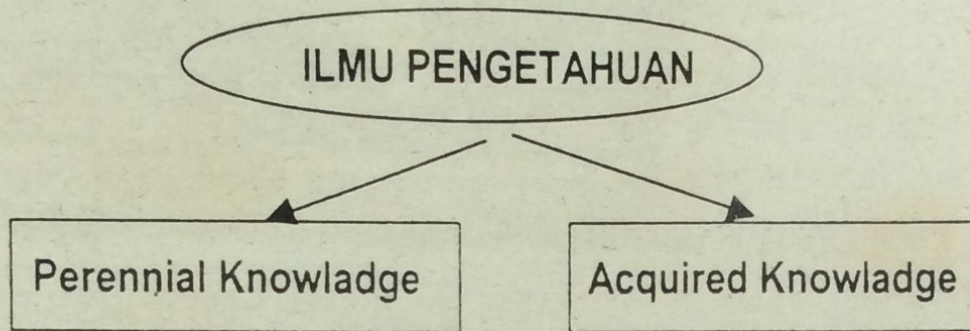 ILMU PENGETAHUAN
Perennial Knowladge
Acquired Knowladge